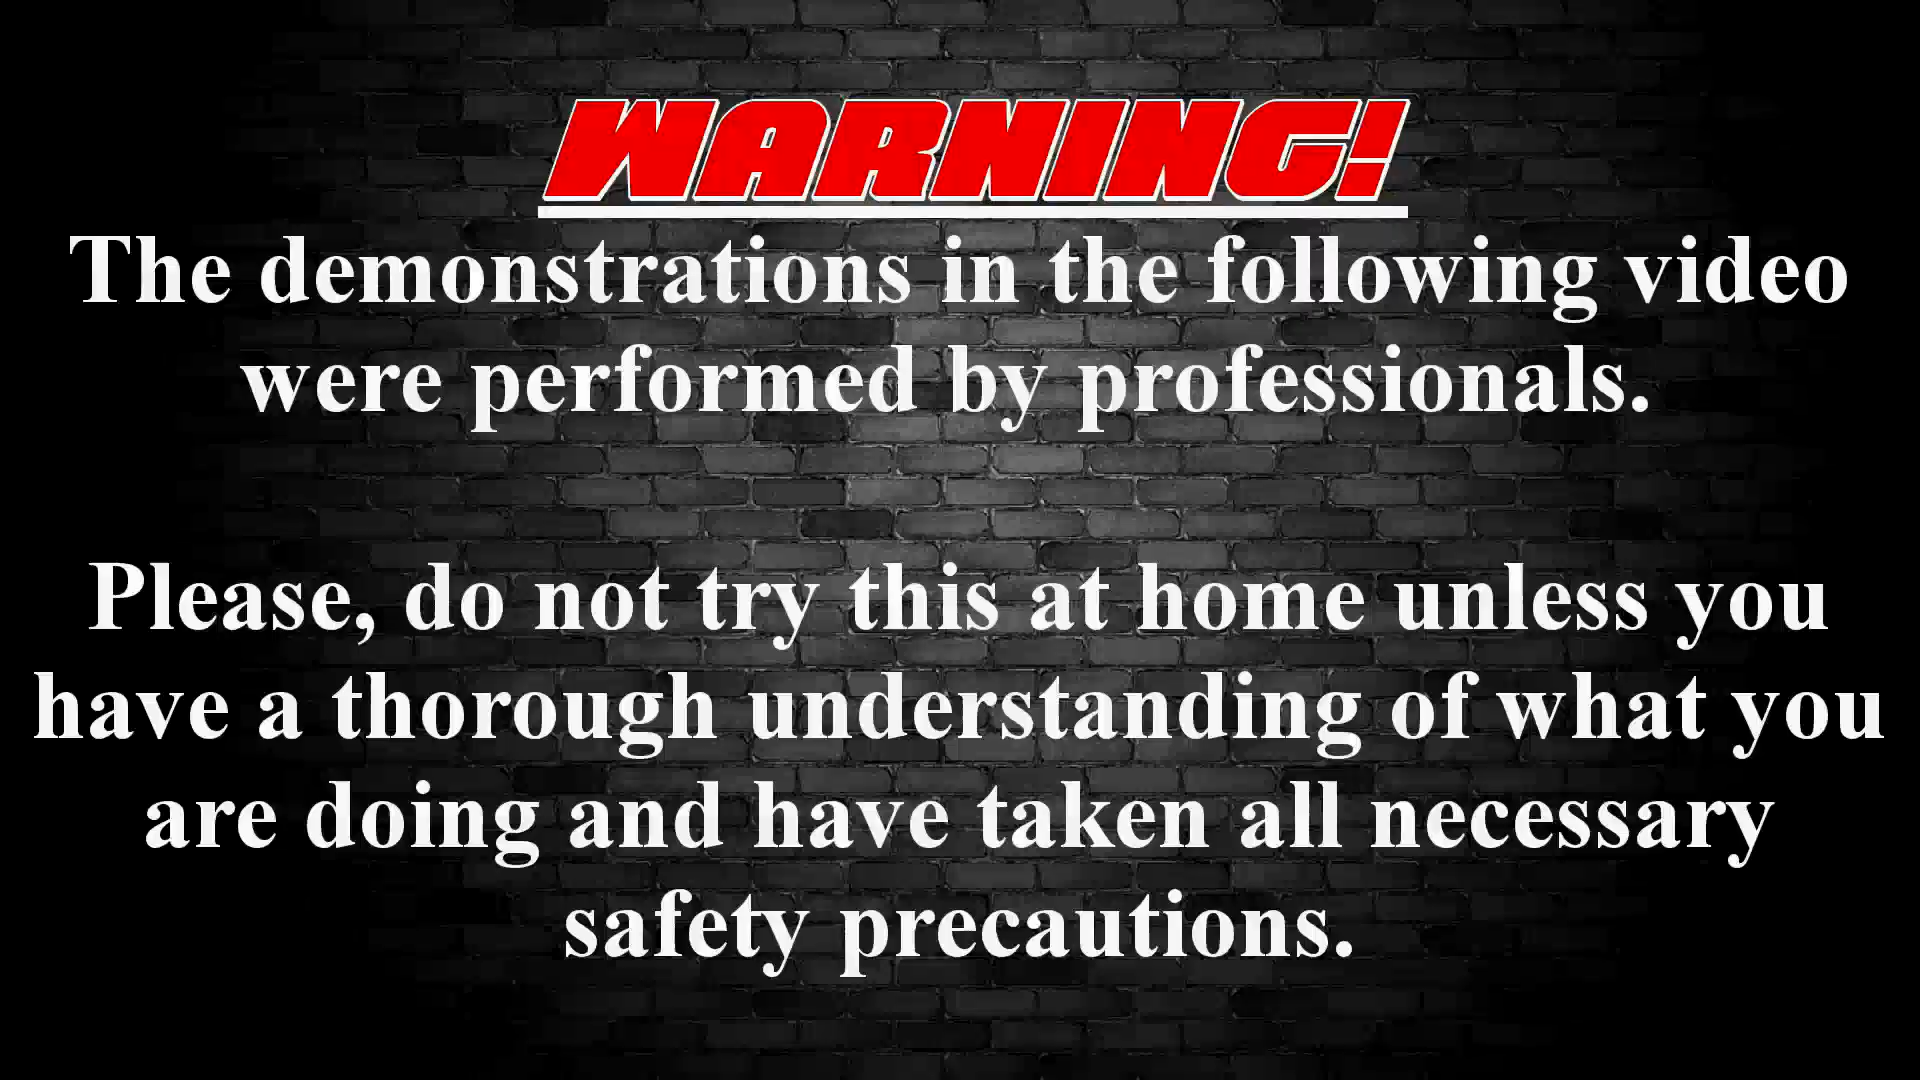 WARNING!
The demonstrations in the following video
were performed by professionals.
Please, do not try this at home unless you
have a thorough understanding of what you
are doing and have taken all necessary
safety precautions.